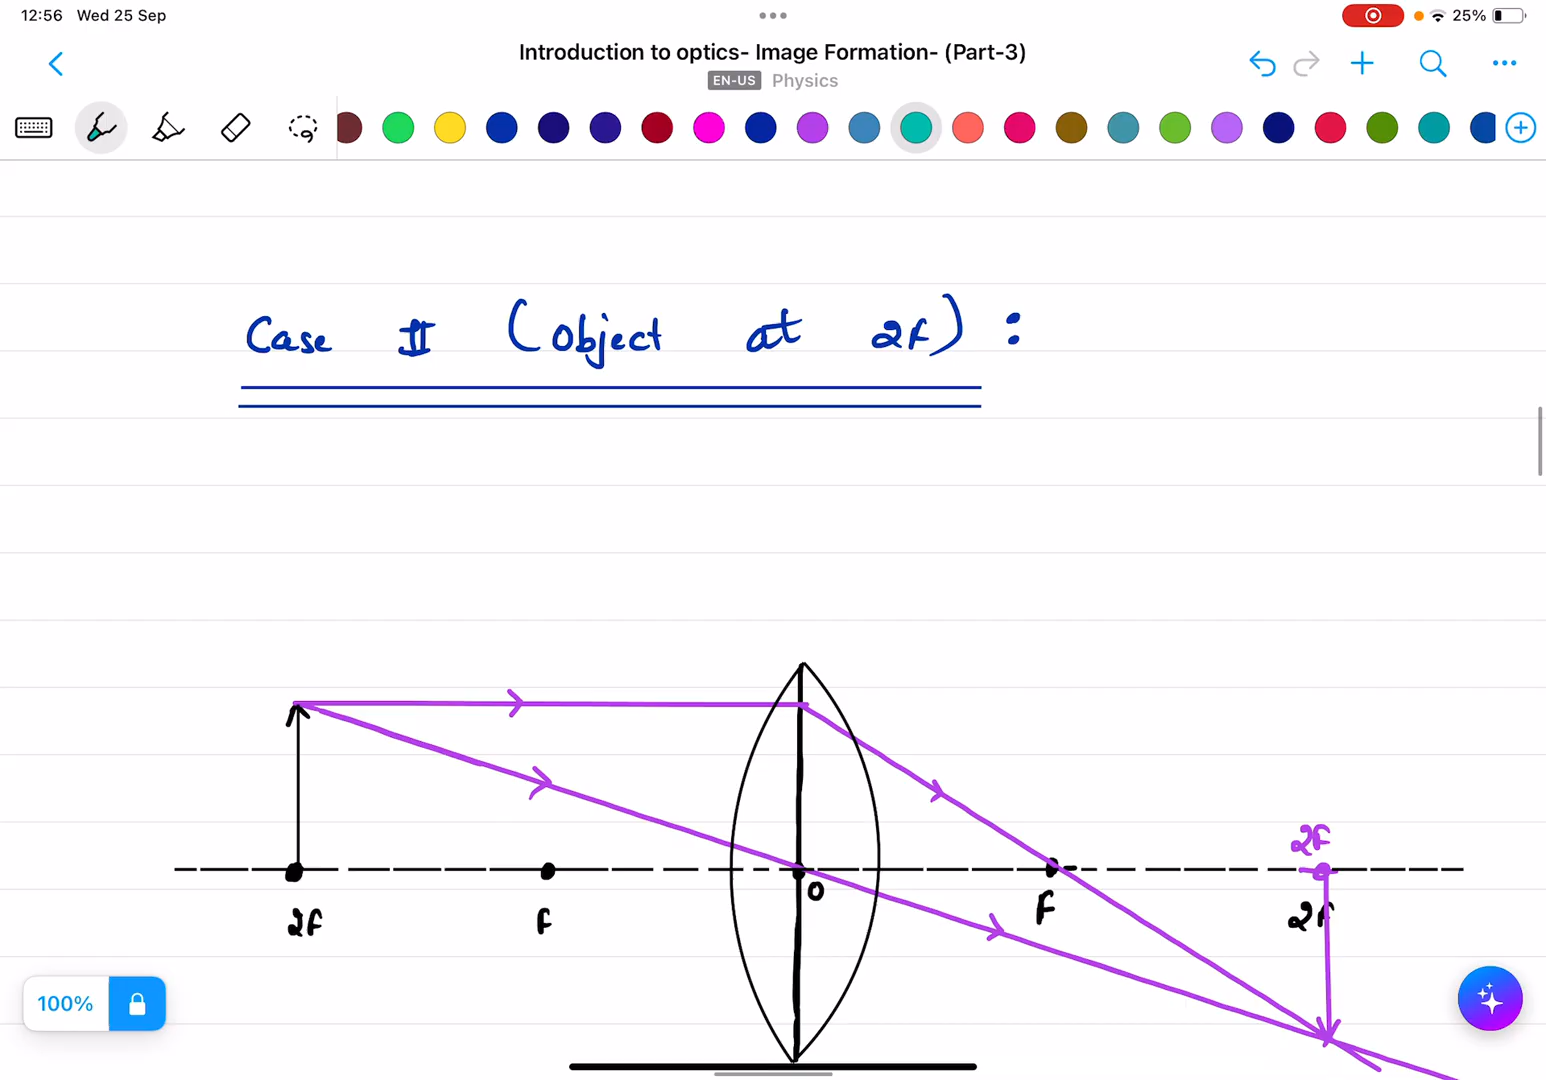 12:56 Wed 25 Sep
25%
Introduction to optics- Image Formation- (Part-3)
EN-US Physics
Case II (object at 2F) :
2F
O
2F
F
F
2F
100%